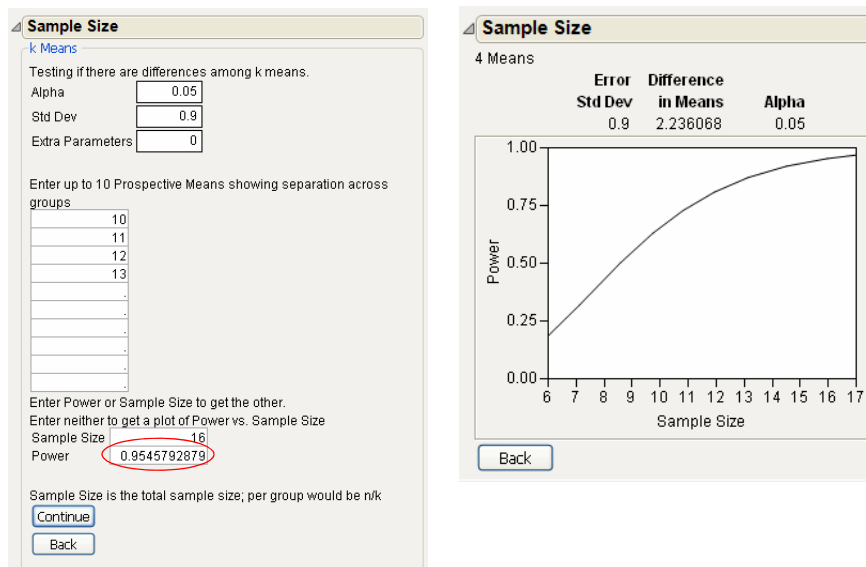 Sample Size
k Means
Testing if there are differences among k means.
Alpha 0.05
Std Dev 0.9
Extra Parameters 0
Enter up to 10 Prospective Means showing separation across
groups
10
11
12
13
.
.
.
.
.
.
Enter Power or Sample Size to get the other.
Enter neither to get a plot of Power vs. Sample Size
Sample Size 16
Power 0.9545792879
Sample Size is the total sample size; per group would be n/k
Continue
Back
Sample Size
4 Means
Error Difference
Std Dev in Means Alpha
0.9 2.236068 0.05
1.00
0.75
0.50
0.25
0.00
Power
6 7 8 9 10 11 12 13 14 15 16 17
Sample Size
Back